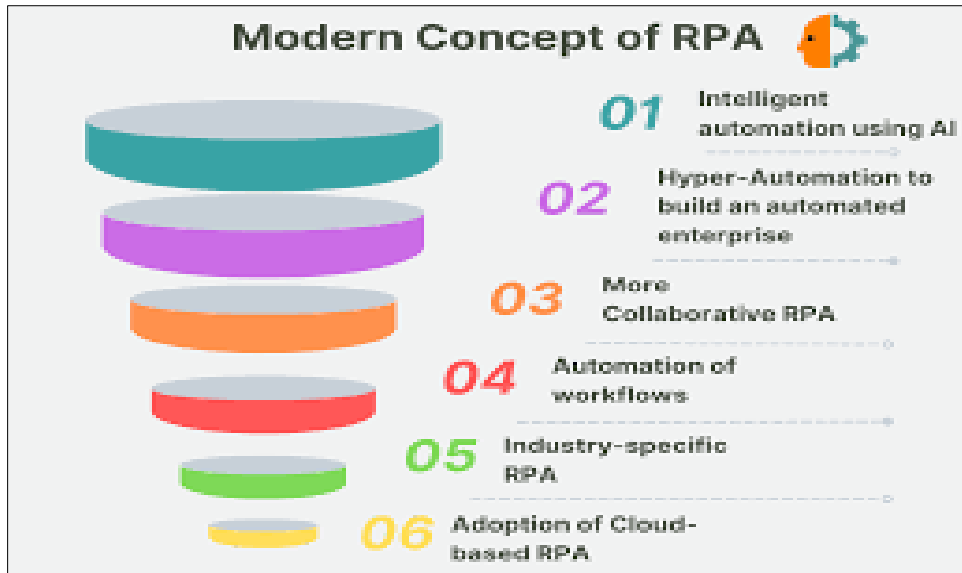 Modern Concept of RPA
01
Intelligent
automation using AI
02
Hyper-Automation to
build an automated
enterprise
03
More
Collaborative RPA
04
Automation of
workflows
05
Industry-specific
RPA
06
Adoption of Cloud-
based RPA